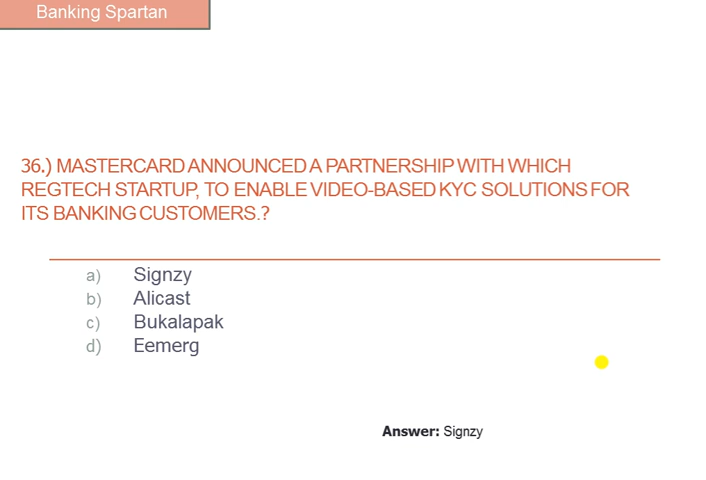 Banking Spartan
36.) MASTERCARD ANNOUNCED A PARTNERSHIP WITH WHICH
REGTECH STARTUP, TO ENABLE VIDEO-BASED KYC SOLUTIONS FOR
ITS BANKING CUSTOMERS.?
a) Signzy
b) Alicast
c) Bukalapak
d) Eemerg
Answer: Signzy